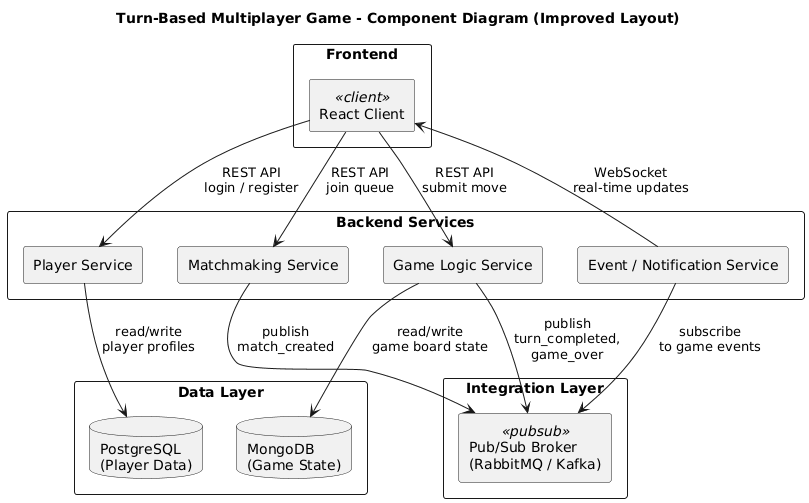 Turn-Based Multiplayer Game - Component Diagram (Improved Layout)
Frontend
«client»
React Client
REST API
login / register
REST API
join queue
REST API
submit move
WebSocket
real-time updates
Backend Services
Player Service
Matchmaking Service
Game Logic Service
Event / Notification Service
read/write
player profiles
publish
match_created
read/write
game board state
publish
turn_completed,
game_over
subscribe
to game events
Data Layer
PostgreSQL
(Player Data)
MongoDB
(Game State)
Integration Layer
«pubsub»
Pub/Sub Broker
(RabbitMQ / Kafka)